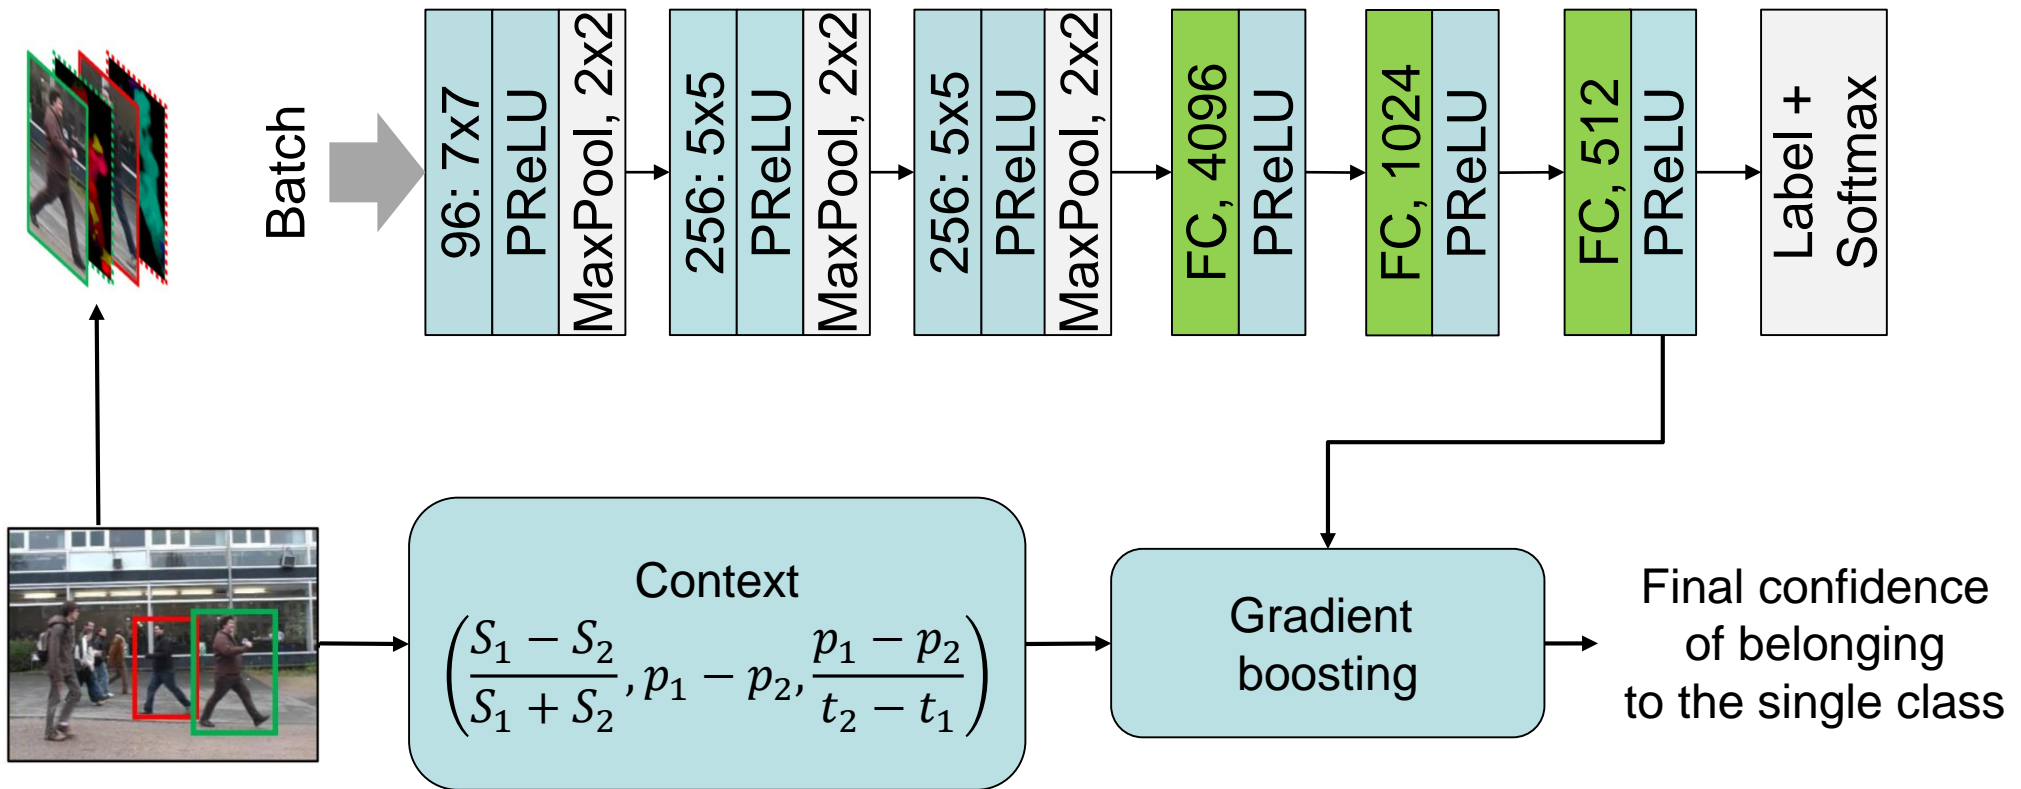 Batch
96: 7x7
PReLU
MaxPool, 2x2
256: 5x5
PReLU
MaxPool, 2x2
256: 5x5
PReLU
MaxPool, 2x2
FC, 4096
PReLU
FC, 1024
PReLU
FC, 512
PReLU
Label +
Softmax
Context
(S₁ − S₂ / S₁ + S₂, p₁ − p₂, p₁ − p₂ / t₂ − t₁)
Gradient
boosting
Final confidence
of belonging
to the single class